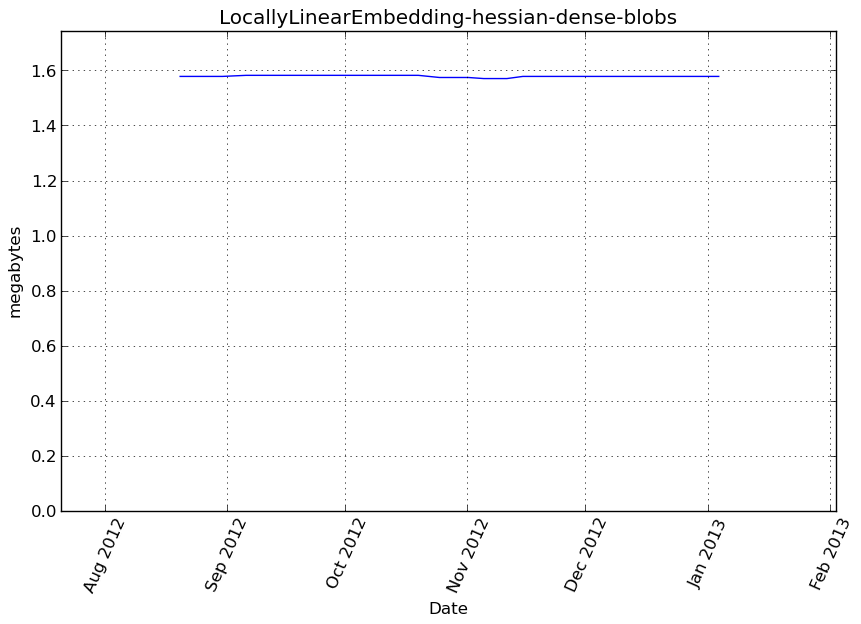 LocallyLinearEmbedding-hessian-dense-blobs
1.6
1.4
1.2
1.0
0.8
0.6
0.4
0.2
0.0
megabytes
Aug 2012
Sep 2012
Oct 2012
Nov 2012
Dec 2012
Jan 2013
Feb 2013
Date